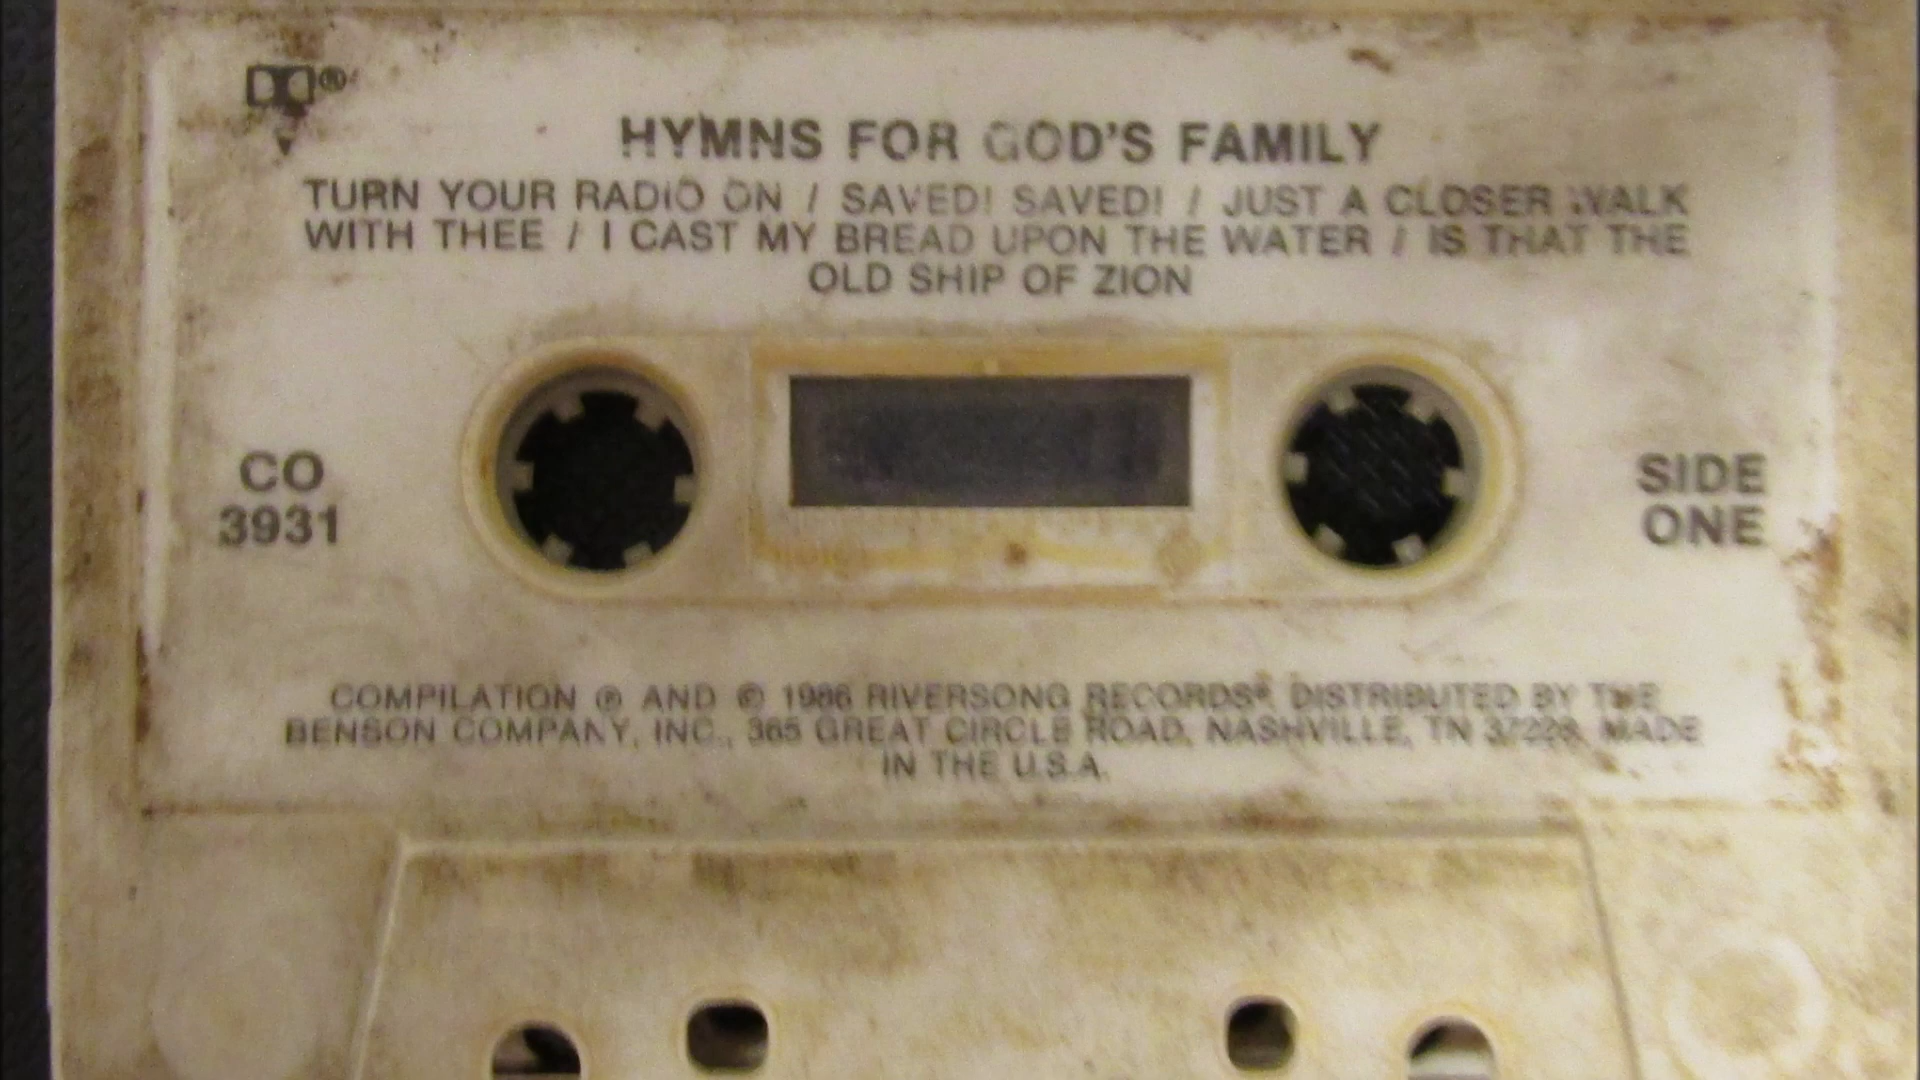 HYMNS FOR GOD'S FAMILY
TURN YOUR RADIO ON / SAVED! SAVED! / JUST A CLOSER WALK
WITH THEE / I CAST MY BREAD UPON THE WATER / IS THAT THE
OLD SHIP OF ZION
CO
3931
SIDE
ONE
COMPILATION ℗ AND © 1986 RIVERSONG RECORDS® DISTRIBUTED BY THE
BENSON COMPANY, INC., 365 GREAT CIRCLE ROAD, NASHVILLE, TN 37228. MADE
IN THE U.S.A.